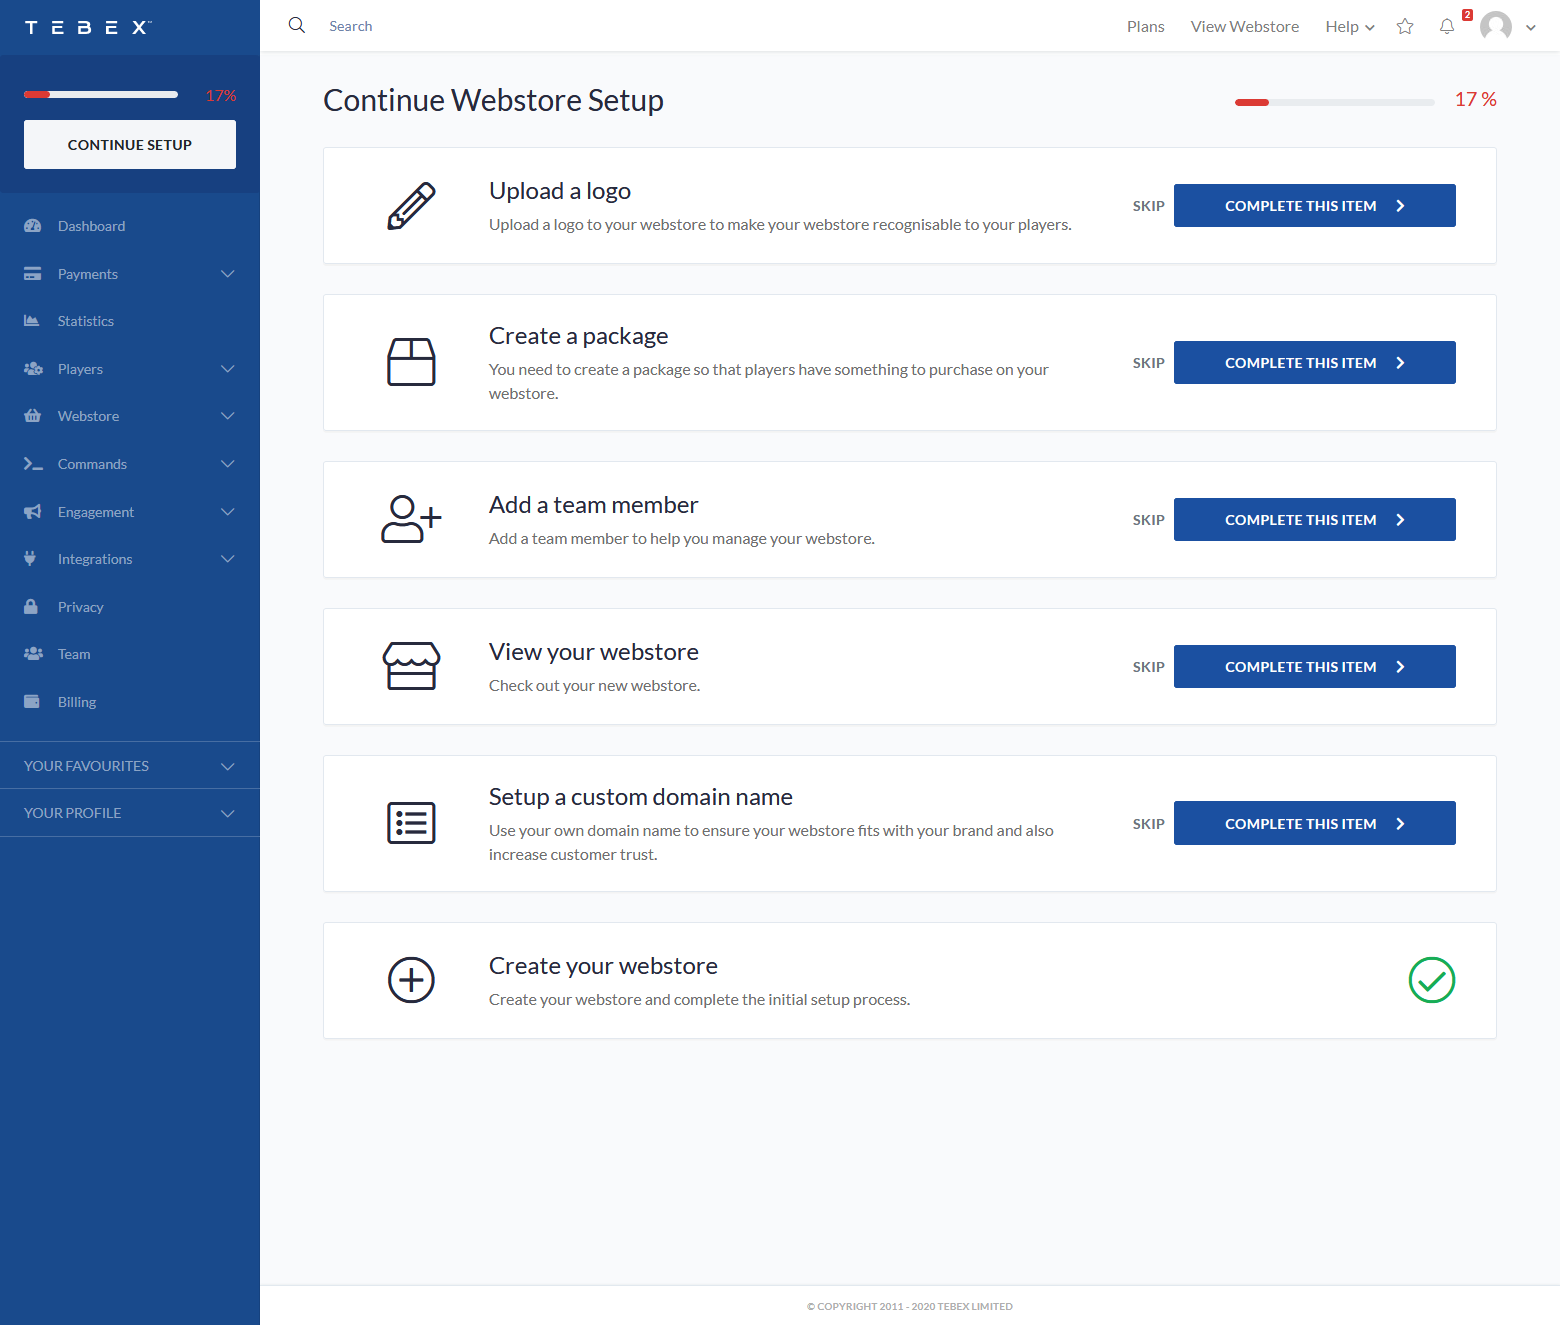 TEBEX™
Search
Plans
View Webstore
Help
2
17%
CONTINUE SETUP
Dashboard
Payments
Statistics
Players
Webstore
Commands
Engagement
Integrations
Privacy
Team
Billing
YOUR FAVOURITES
YOUR PROFILE
Continue Webstore Setup
17 %
Upload a logo
Upload a logo to your webstore to make your webstore recognisable to your players.
SKIP
COMPLETE THIS ITEM
Create a package
You need to create a package so that players have something to purchase on your
webstore.
SKIP
COMPLETE THIS ITEM
Add a team member
Add a team member to help you manage your webstore.
SKIP
COMPLETE THIS ITEM
View your webstore
Check out your new webstore.
SKIP
COMPLETE THIS ITEM
Setup a custom domain name
Use your own domain name to ensure your webstore fits with your brand and also
increase customer trust.
SKIP
COMPLETE THIS ITEM
Create your webstore
Create your webstore and complete the initial setup process.
© COPYRIGHT 2011 - 2020 TEBEX LIMITED